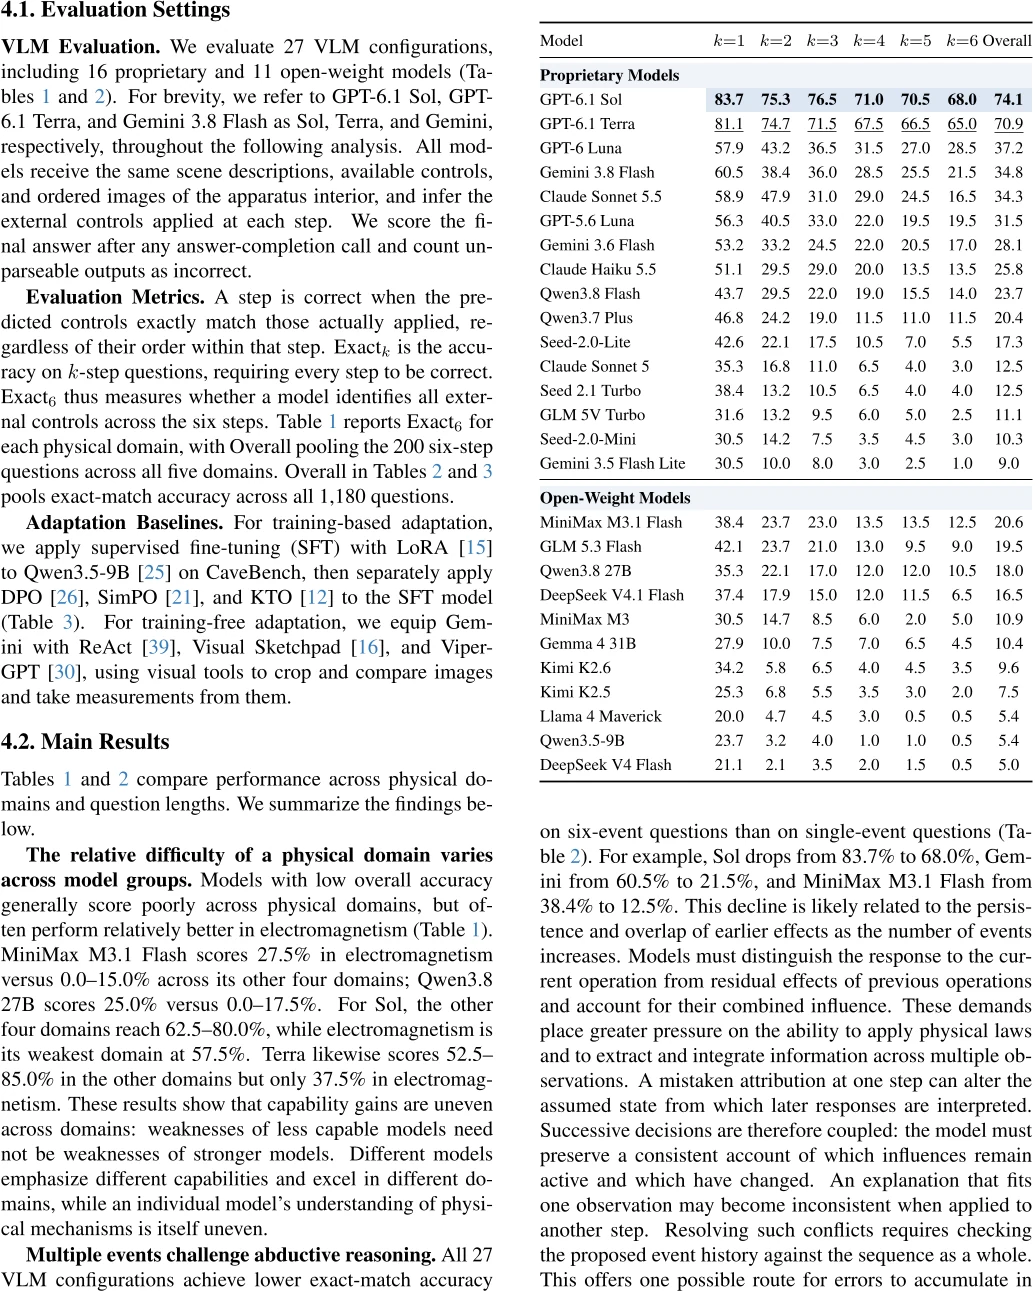 4.1. Evaluation Settings
VLM Evaluation. We evaluate 27 VLM configurations,
including 16 proprietary and 11 open-weight models (Ta-
bles 1 and 2). For brevity, we refer to GPT-6.1 Sol, GPT-
6.1 Terra, and Gemini 3.8 Flash as Sol, Terra, and Gemini,
respectively, throughout the following analysis. All mod-
els receive the same scene descriptions, available controls,
and ordered images of the apparatus interior, and infer the
external controls applied at each step. We score the fi-
nal answer after any answer-completion call and count un-
parseable outputs as incorrect.
Evaluation Metrics. A step is correct when the pre-
dicted controls exactly match those actually applied, re-
gardless of their order within that step. Exactk is the accu-
racy on k-step questions, requiring every step to be correct.
Exact6 thus measures whether a model identifies all exter-
nal controls across the six steps. Table 1 reports Exact6 for
each physical domain, with Overall pooling the 200 six-step
questions across all five domains. Overall in Tables 2 and 3
pools exact-match accuracy across all 1,180 questions.
Adaptation Baselines. For training-based adaptation,
we apply supervised fine-tuning (SFT) with LoRA [15]
to Qwen3.5-9B [25] on CaveBench, then separately apply
DPO [26], SimPO [21], and KTO [12] to the SFT model
(Table 3). For training-free adaptation, we equip Gem-
ini with ReAct [39], Visual Sketchpad [16], and Viper-
GPT [30], using visual tools to crop and compare images
and take measurements from them.
4.2. Main Results
Tables 1 and 2 compare performance across physical do-
mains and question lengths. We summarize the findings be-
low.
The relative difficulty of a physical domain varies
across model groups. Models with low overall accuracy
generally score poorly across physical domains, but of-
ten perform relatively better in electromagnetism (Table 1).
MiniMax M3.1 Flash scores 27.5% in electromagnetism
versus 0.0–15.0% across its other four domains; Qwen3.8
27B scores 25.0% versus 0.0–17.5%. For Sol, the other
four domains reach 62.5–80.0%, while electromagnetism is
its weakest domain at 57.5%. Terra likewise scores 52.5–
85.0% in the other domains but only 37.5% in electromag-
netism. These results show that capability gains are uneven
across domains: weaknesses of less capable models need
not be weaknesses of stronger models. Different models
emphasize different capabilities and excel in different do-
mains, while an individual model's understanding of physi-
cal mechanisms is itself uneven.
Multiple events challenge abductive reasoning. All 27
VLM configurations achieve lower exact-match accuracy
Model k=1 k=2 k=3 k=4 k=5 k=6 Overall
Proprietary Models
GPT-6.1 Sol 83.7 75.3 76.5 71.0 70.5 68.0 74.1
GPT-6.1 Terra 81.1 74.7 71.5 67.5 66.5 65.0 70.9
GPT-6 Luna 57.9 43.2 36.5 31.5 27.0 28.5 37.2
Gemini 3.8 Flash 60.5 38.4 36.0 28.5 25.5 21.5 34.8
Claude Sonnet 5.5 58.9 47.9 31.0 29.0 24.5 16.5 34.3
GPT-5.6 Luna 56.3 40.5 33.0 22.0 19.5 19.5 31.5
Gemini 3.6 Flash 53.2 33.2 24.5 22.0 20.5 17.0 28.1
Claude Haiku 5.5 51.1 29.5 29.0 20.0 13.5 13.5 25.8
Qwen3.8 Flash 43.7 29.5 22.0 19.0 15.5 14.0 23.7
Qwen3.7 Plus 46.8 24.2 19.0 11.5 11.0 11.5 20.4
Seed-2.0-Lite 42.6 22.1 17.5 10.5 7.0 5.5 17.3
Claude Sonnet 5 35.3 16.8 11.0 6.5 4.0 3.0 12.5
Seed 2.1 Turbo 38.4 13.2 10.5 6.5 4.0 4.0 12.5
GLM 5V Turbo 31.6 13.2 9.5 6.0 5.0 2.5 11.1
Seed-2.0-Mini 30.5 14.2 7.5 3.5 4.5 3.0 10.3
Gemini 3.5 Flash Lite 30.5 10.0 8.0 3.0 2.5 1.0 9.0
Open-Weight Models
MiniMax M3.1 Flash 38.4 23.7 23.0 13.5 13.5 12.5 20.6
GLM 5.3 Flash 42.1 23.7 21.0 13.0 9.5 9.0 19.5
Qwen3.8 27B 35.3 22.1 17.0 12.0 12.0 10.5 18.0
DeepSeek V4.1 Flash 37.4 17.9 15.0 12.0 11.5 6.5 16.5
MiniMax M3 30.5 14.7 8.5 6.0 2.0 5.0 10.9
Gemma 4 31B 27.9 10.0 7.5 7.0 6.5 4.5 10.4
Kimi K2.6 34.2 5.8 6.5 4.0 4.5 3.5 9.6
Kimi K2.5 25.3 6.8 5.5 3.5 3.0 2.0 7.5
Llama 4 Maverick 20.0 4.7 4.5 3.0 0.5 0.5 5.4
Qwen3.5-9B 23.7 3.2 4.0 1.0 1.0 0.5 5.4
DeepSeek V4 Flash 21.1 2.1 3.5 2.0 1.5 0.5 5.0
on six-event questions than on single-event questions (Ta-
ble 2). For example, Sol drops from 83.7% to 68.0%, Gem-
ini from 60.5% to 21.5%, and MiniMax M3.1 Flash from
38.4% to 12.5%. This decline is likely related to the persis-
tence and overlap of earlier effects as the number of events
increases. Models must distinguish the response to the cur-
rent operation from residual effects of previous operations
and account for their combined influence. These demands
place greater pressure on the ability to apply physical laws
and to extract and integrate information across multiple ob-
servations. A mistaken attribution at one step can alter the
assumed state from which later responses are interpreted.
Successive decisions are therefore coupled: the model must
preserve a consistent account of which influences remain
active and which have changed. An explanation that fits
one observation may become inconsistent when applied to
another step. Resolving such conflicts requires checking
the proposed event history against the sequence as a whole.
This offers one possible route for errors to accumulate in